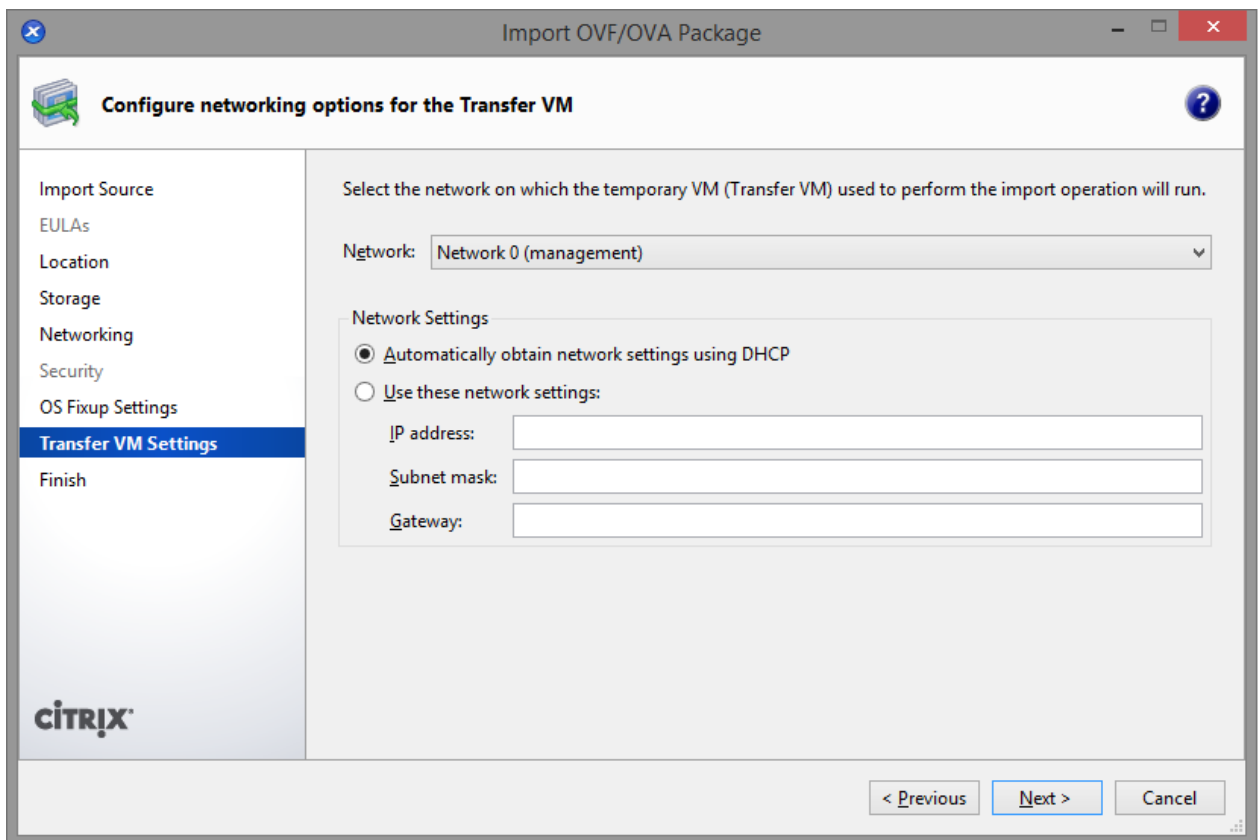 Import OVF/OVA Package
Configure networking options for the Transfer VM
Import Source
EULAs
Location
Storage
Networking
Security
OS Fixup Settings
Transfer VM Settings
Finish
CİTRIX
Select the network on which the temporary VM (Transfer VM) used to perform the import operation will run.
Network: Network 0 (management)
Network Settings
Automatically obtain network settings using DHCP
Use these network settings:
IP address:
Subnet mask:
Gateway:
< Previous Next > Cancel